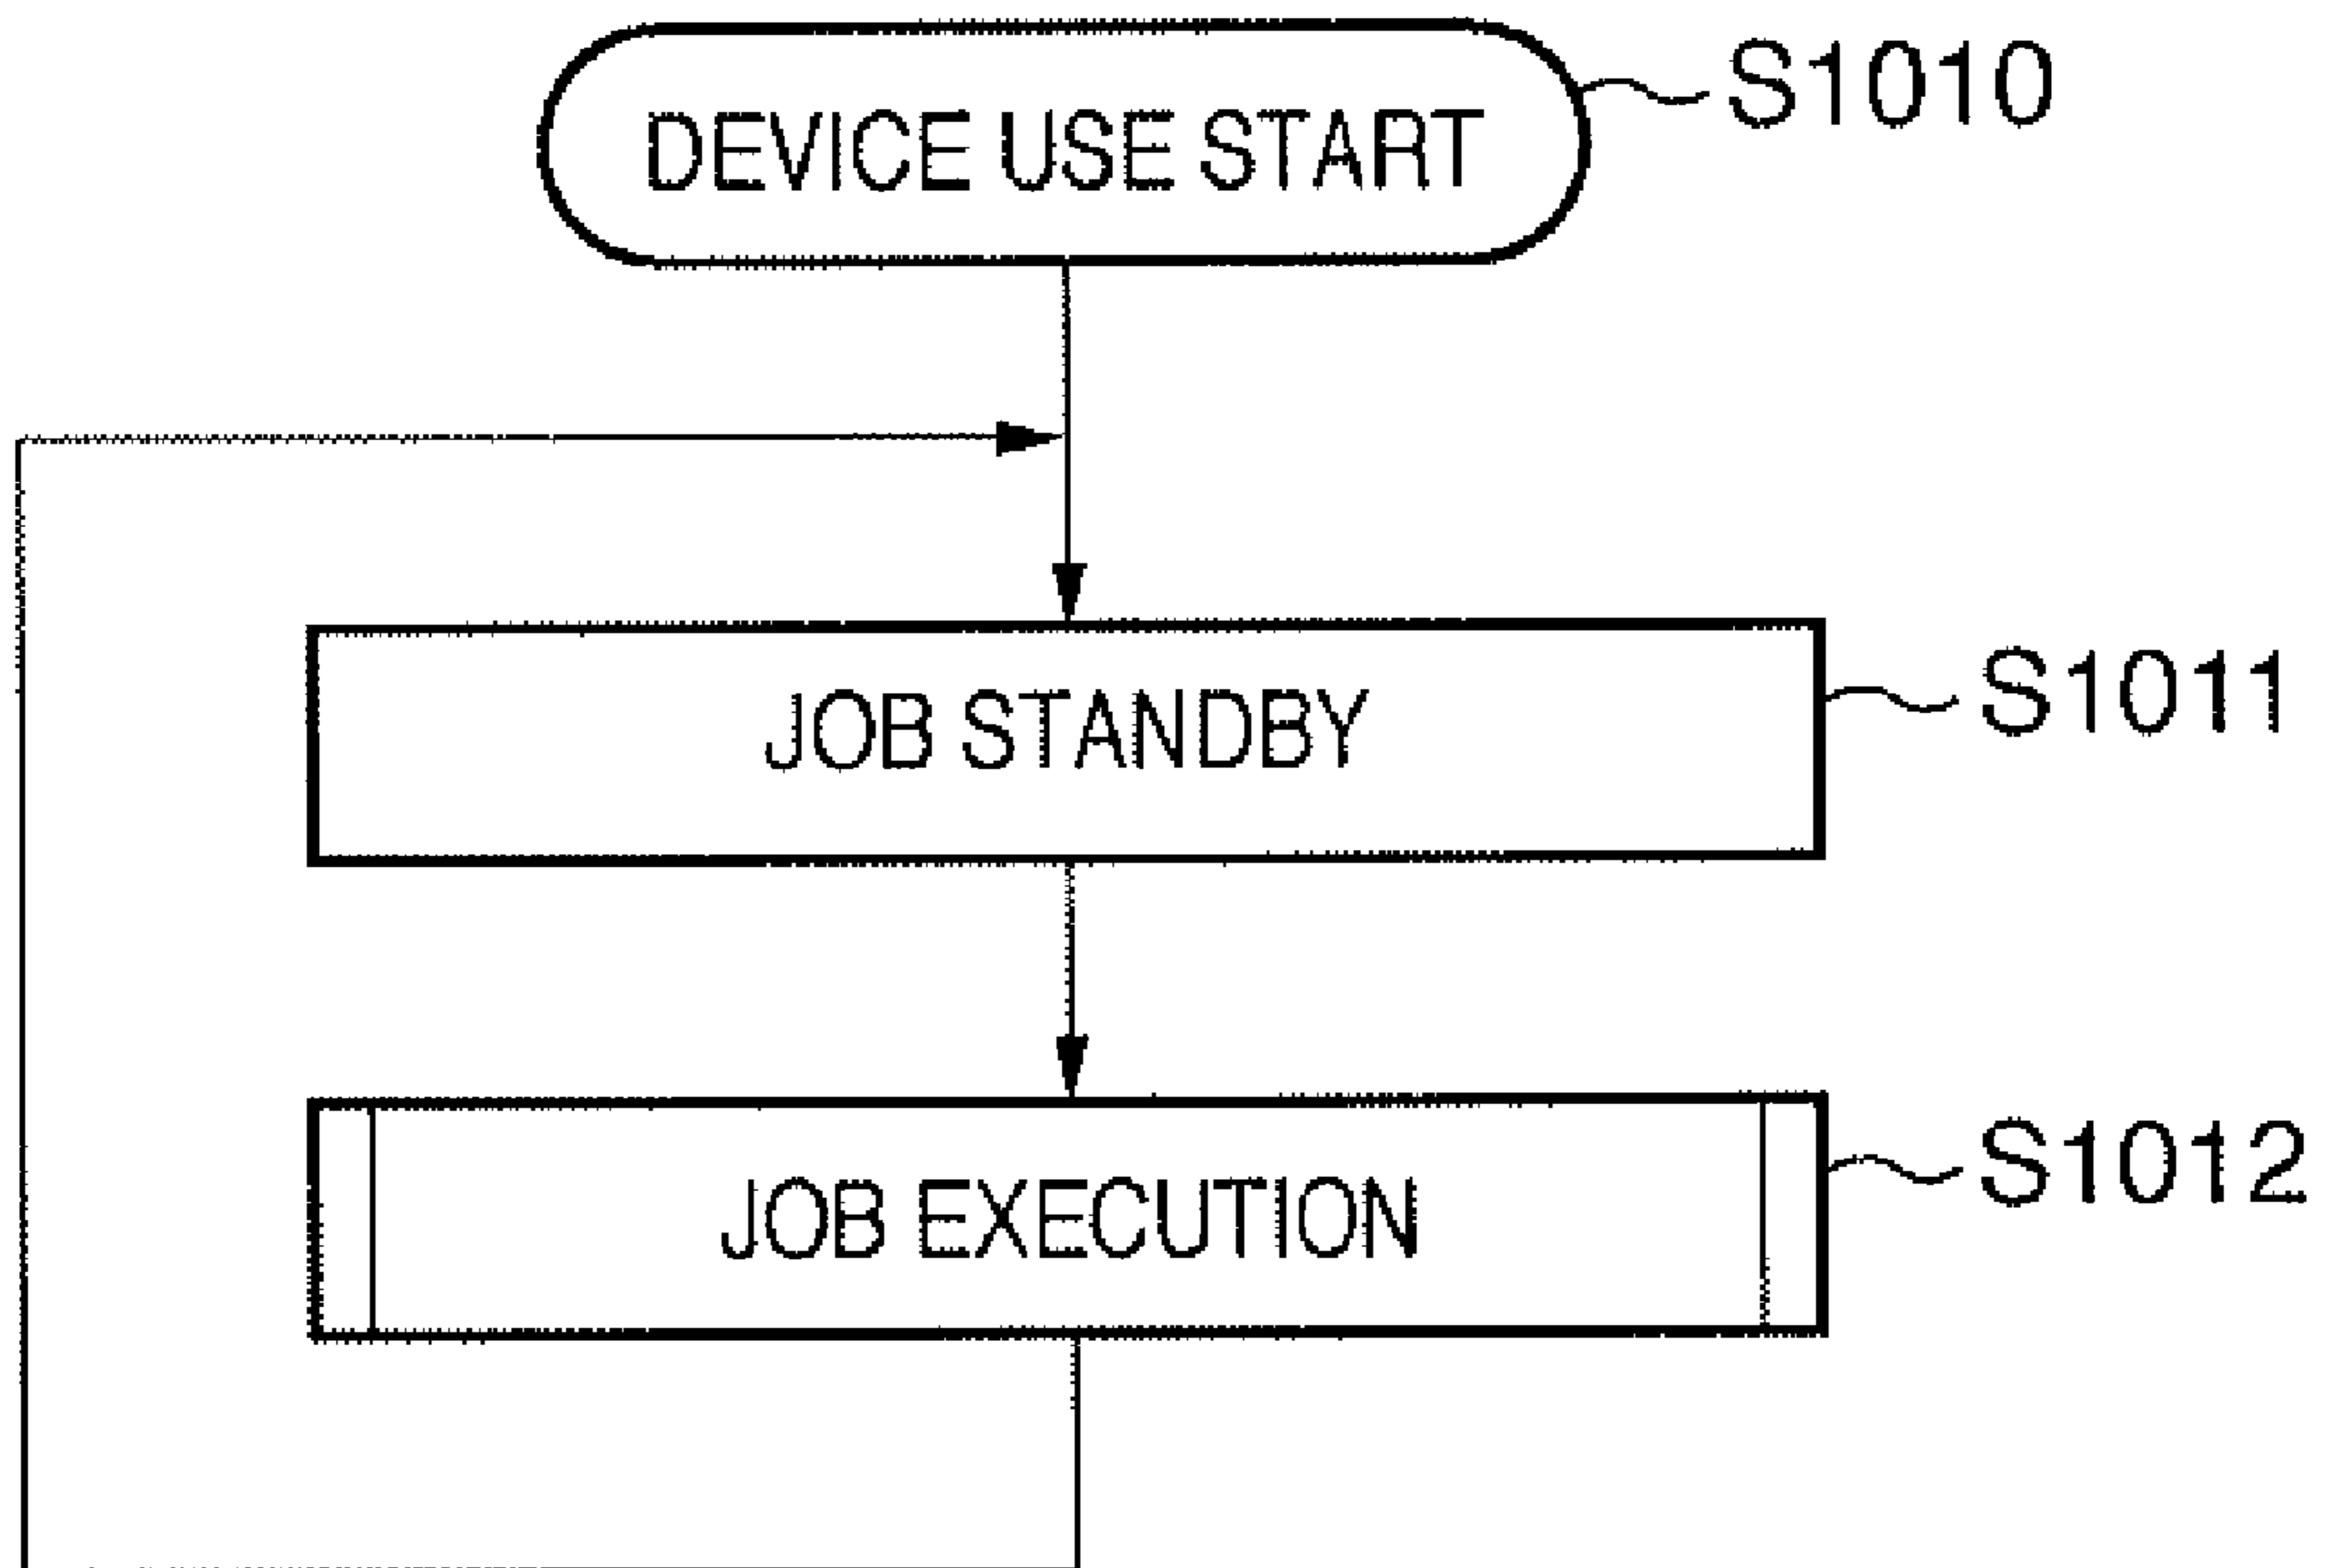 DEVICE USE START
S1010
JOB STANDBY
S1011
JOB EXECUTION
S1012